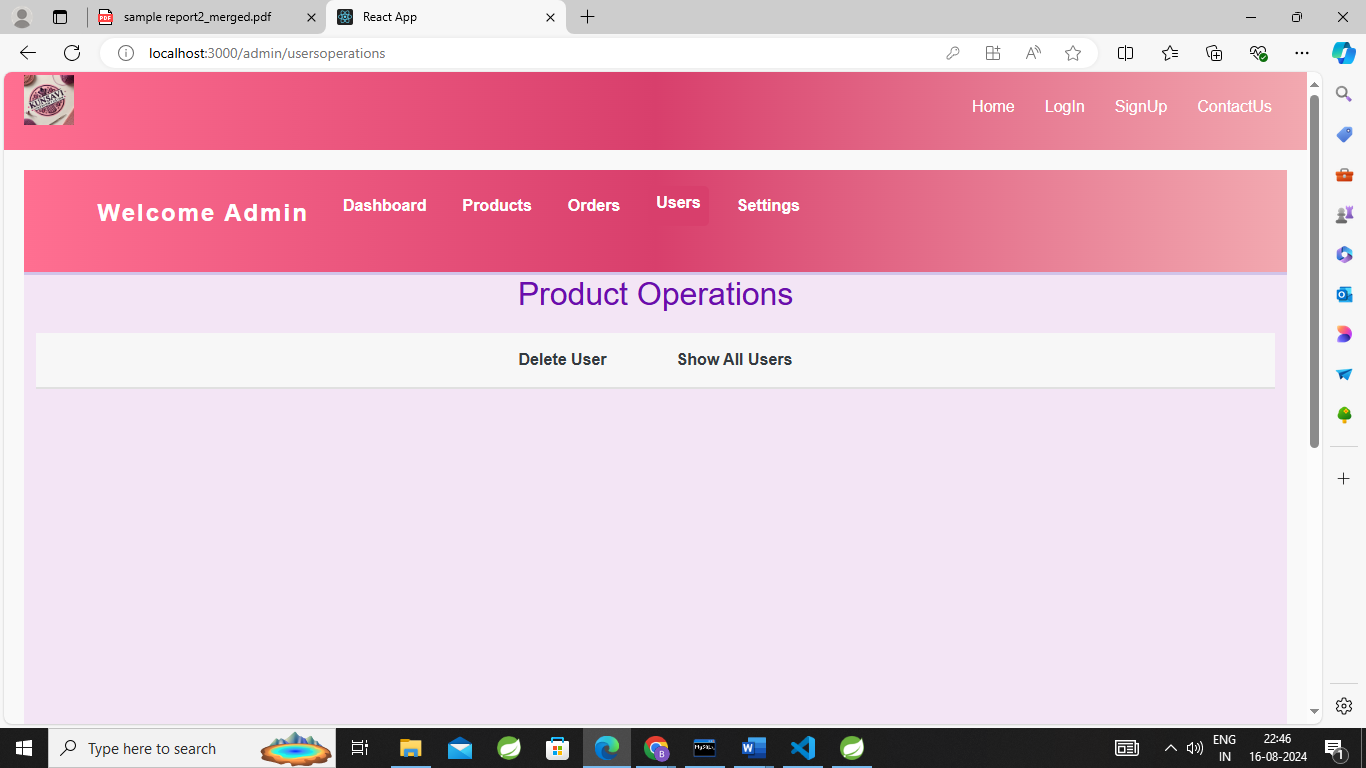 sample report2_merged.pdf
React App
localhost:3000/admin/usersoperations
KUNSAVI
Home LogIn SignUp ContactUs
Welcome Admin Dashboard Products Orders Users Settings
Product Operations
Delete User Show All Users
Type here to search
ENG
IN
22:46
16-08-2024
1